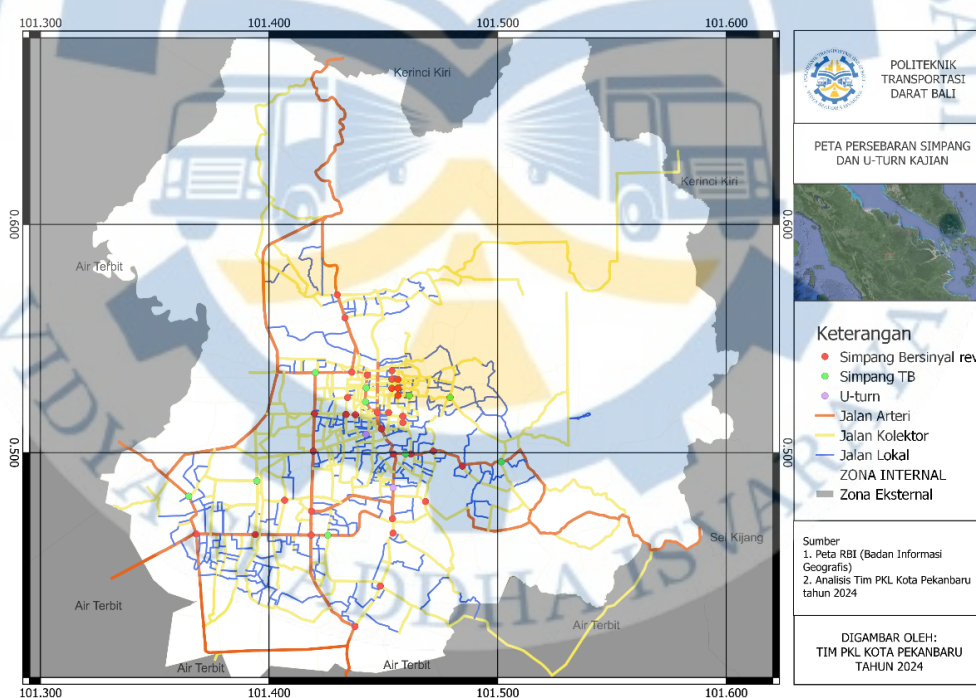 101.300 101.400 101.500 101.600
Kerinci Kiri
Kerinci Kiri
0.600 0.600
Air Terbit
0.500 0.500
Sei Kijang
Air Terbit
Air Terbit
Air Terbit
Air Terbit
101.300 101.400 101.500 101.600
POLITEKNIK
TRANSPORTASI
DARAT BALI
PETA PERSEBARAN SIMPANG
DAN U-TURN KAJIAN
Keterangan
Simpang Bersinyal rev
Simpang TB
U-turn
Jalan Arteri
Jalan Kolektor
Jalan Lokal
ZONA INTERNAL
Zona Eksternal
Sumber
1. Peta RBI (Badan Informasi
Geografis)
2. Analisis Tim PKL Kota Pekanbaru
tahun 2024
DIGAMBAR OLEH:
TIM PKL KOTA PEKANBARU
TAHUN 2024